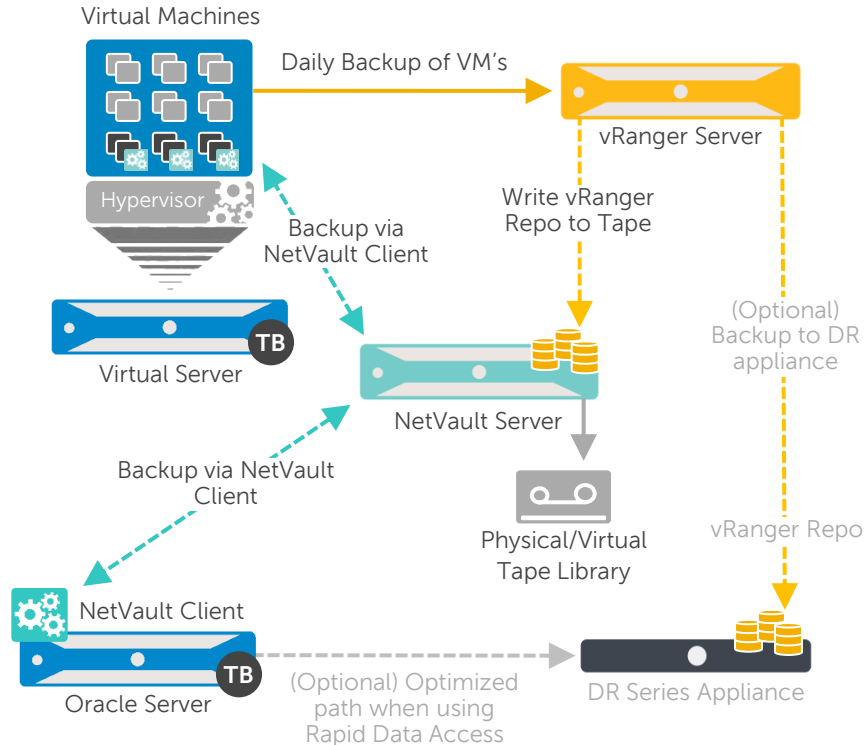 Virtual Machines
Daily Backup of VM's
vRanger Server
Hypervisor
Write vRanger
Repo to Tape
Backup via
NetVault Client
(Optional)
Backup to DR
appliance
TB
Virtual Server
NetVault Server
Backup via NetVault
Client
Physical/Virtual
Tape Library
vRanger Repo
NetVault Client
TB
Oracle Server
(Optional) Optimized
path when using
Rapid Data Access
DR Series Appliance